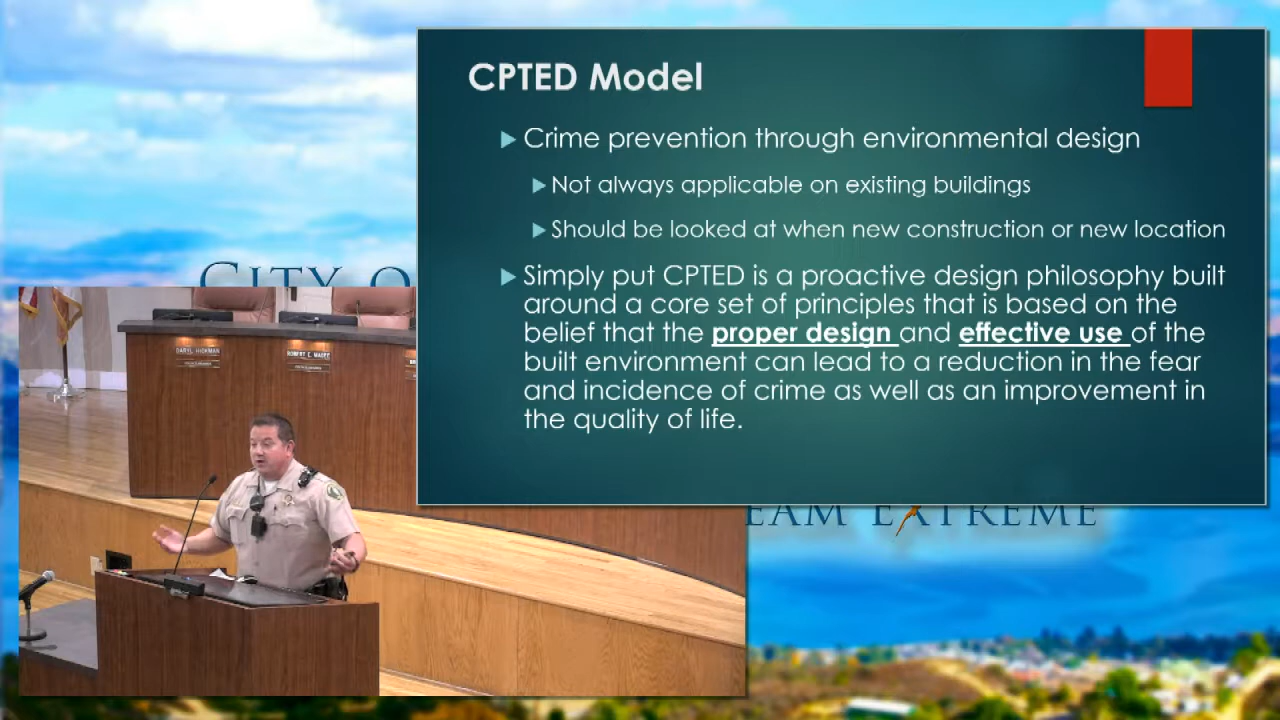 CPTED Model
Crime prevention through environmental design
Not always applicable on existing buildings
Should be looked at when new construction or new location
Simply put CPTED is a proactive design philosophy built
around a core set of principles that is based on the
belief that the proper design and effective use of the
built environment can lead to a reduction in the fear
and incidence of crime as well as an improvement in
the quality of life.
CITY O
DARYL HICKMAN
ROBERT E. MAGEE
EAM EXTREME